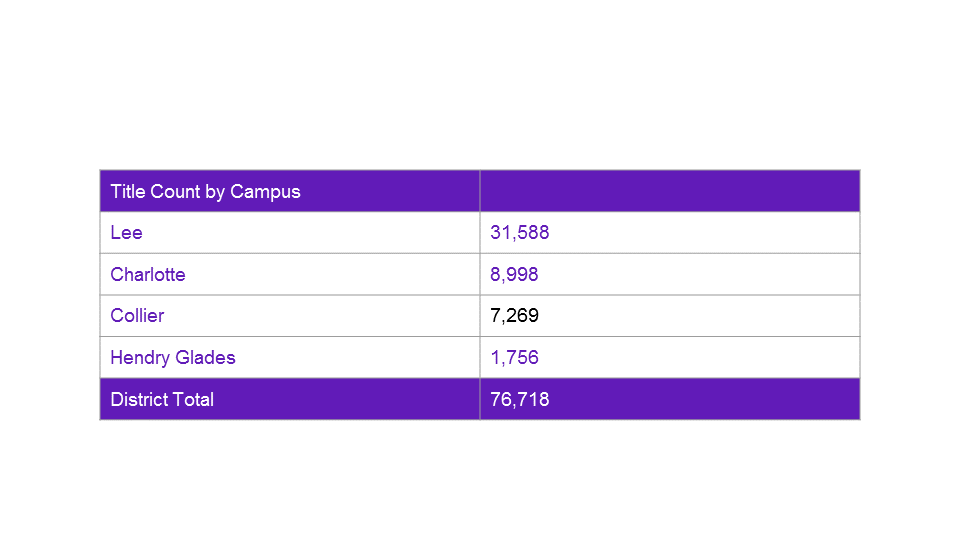 Title Count by Campus
Lee 31,588
Charlotte 8,998
Collier 7,269
Hendry Glades 1,756
District Total 76,718